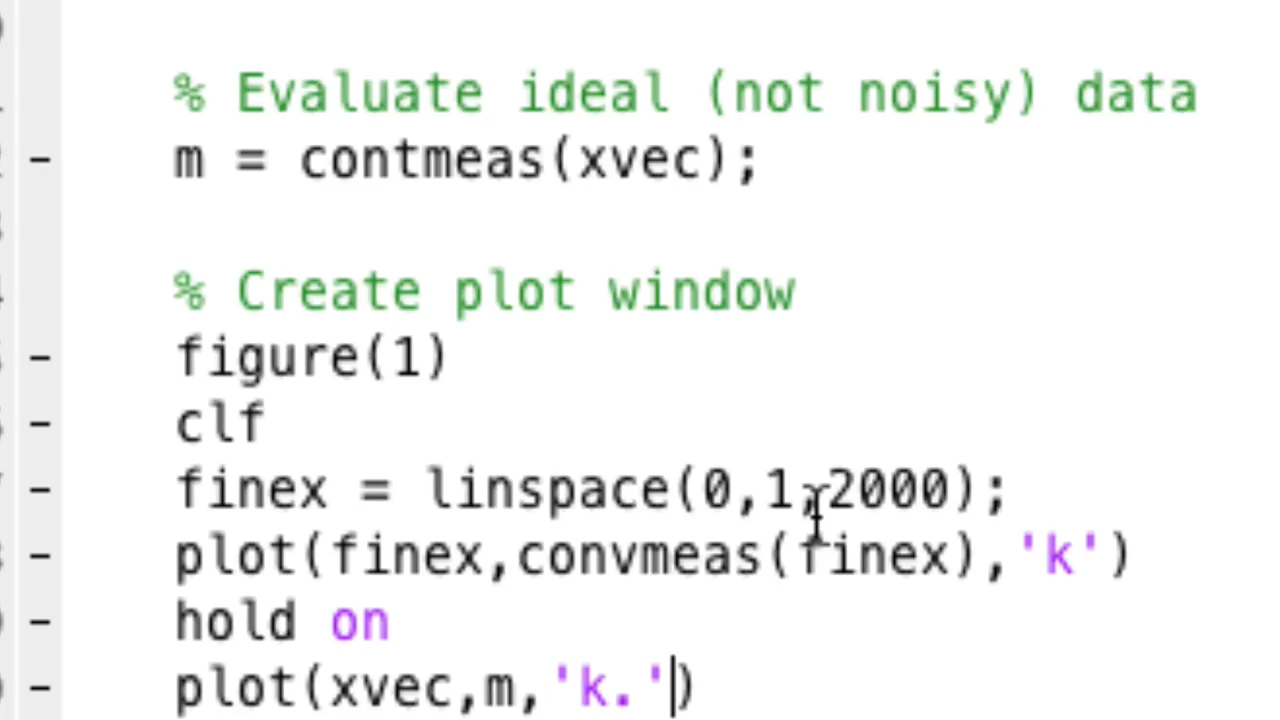 % Evaluate ideal (not noisy) data
m = contmeas(xvec);
% Create plot window
figure(1)
clf
finex = linspace(0,1,2000);
plot(finex,convmeas(finex),'k')
hold on
plot(xvec,m,'k.')